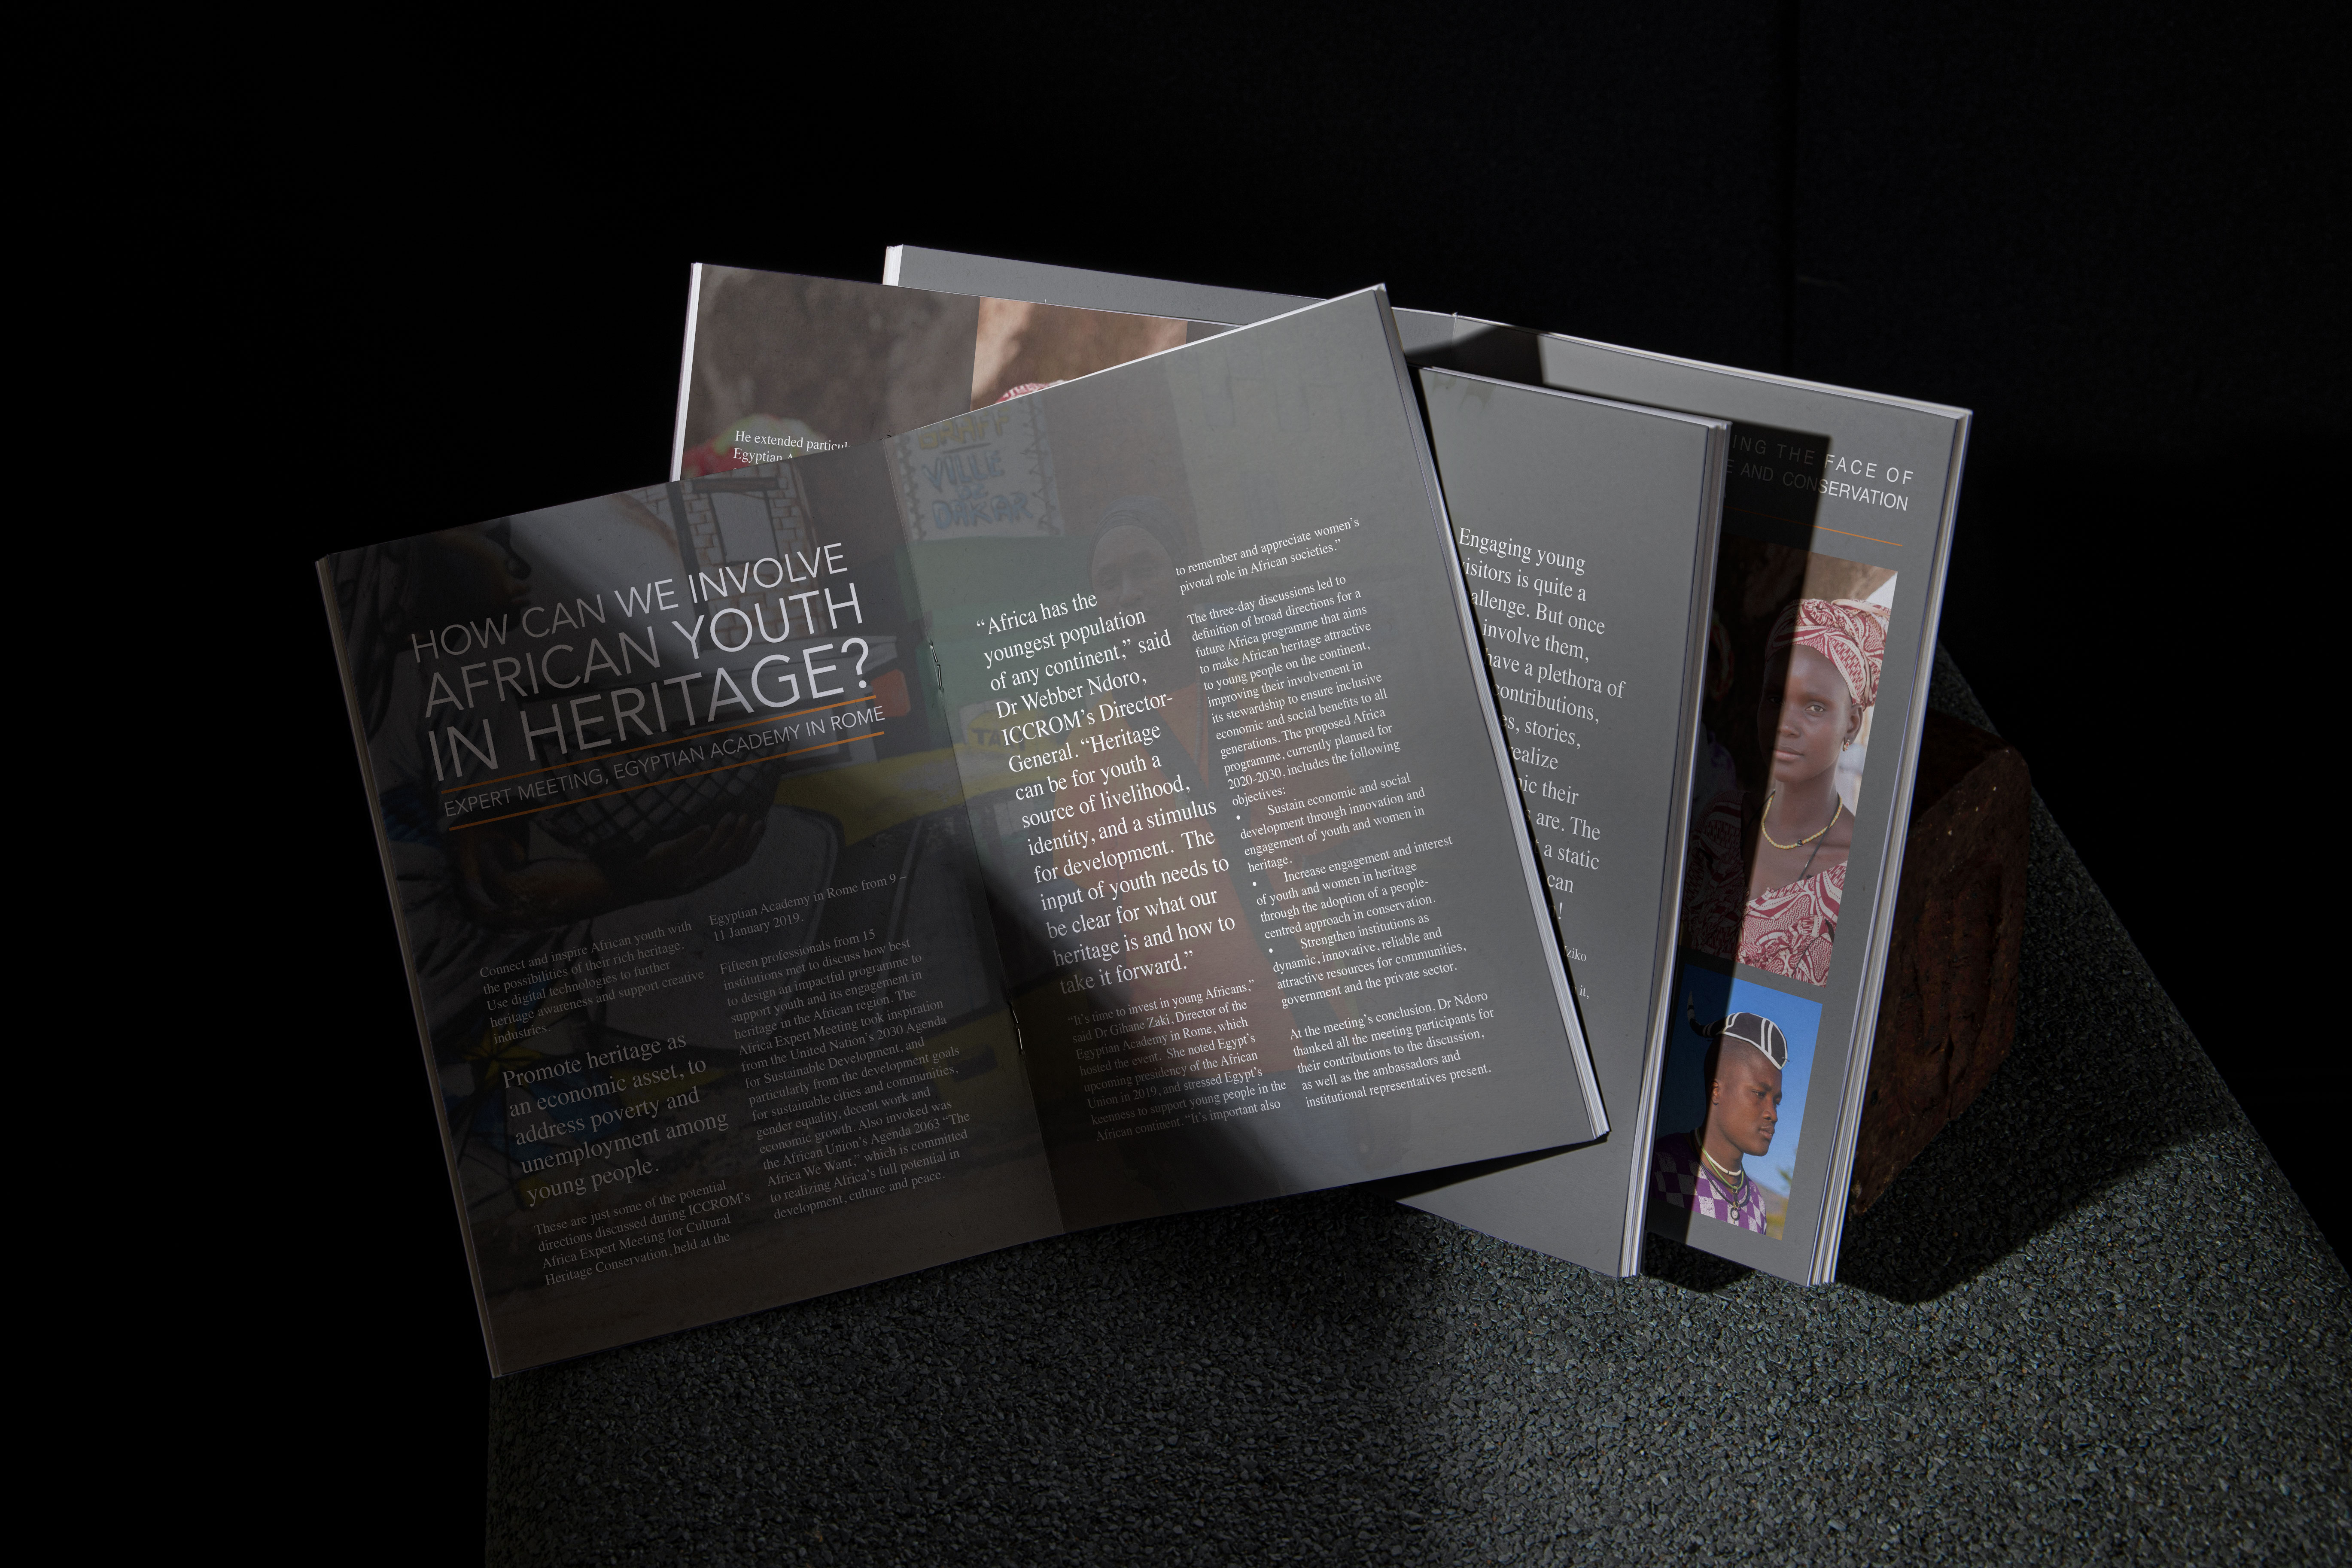 HOW CAN WE INVOLVE
AFRICAN YOUTH
IN HERITAGE?
EXPERT MEETING, EGYPTIAN ACADEMY IN ROME
Connect and inspire African youth with
the possibilities of their rich heritage.
Use digital technologies to further
heritage awareness and support creative
industries.
Promote heritage as
an economic asset, to
address poverty and
unemployment among
young people.
These are just some of the potential
directions discussed during ICCROM's
Africa Expert Meeting for Cultural
Heritage Conservation, held at the
Egyptian Academy in Rome from 9 –
11 January 2019.
Fifteen professionals from 15
institutions met to discuss how best
to design an impactful programme to
support youth and its engagement in
heritage in the African region. The
Africa Expert Meeting took inspiration
from the United Nation's 2030 Agenda
for Sustainable Development, and
particularly from the development goals
for sustainable cities and communities,
gender equality, decent work and
economic growth. Also invoked was
the African Union's Agenda 2063 “The
Africa We Want,” which is committed
to realizing Africa's full potential in
development, culture and peace.
VILLE
DE
DAKAR
“Africa has the
youngest population
of any continent,” said
Dr Webber Ndoro,
ICCROM's Director-
General. “Heritage
can be for youth a
source of livelihood,
identity, and a stimulus
for development. The
input of youth needs to
be clear for what our
heritage is and how to
take it forward.”
“It's time to invest in young Africans,”
said Dr Gihane Zaki, Director of the
Egyptian Academy in Rome, which
hosted the event. She noted Egypt's
upcoming presidency of the African
Union in 2019, and stressed Egypt's
keenness to support young people in the
African continent. “It's important also
to remember and appreciate women's
pivotal role in African societies.”
The three-day discussions led to
definition of broad directions for a
future Africa programme that aims
to make African heritage attractive
to young people on the continent,
improving their involvement in
its stewardship to ensure inclusive
economic and social benefits to all
generations. The proposed Africa
programme, currently planned for
2020-2030, includes the following
objectives:
• Sustain economic and social
development through innovation and
engagement of youth and women in
heritage.
• Increase engagement and interest
of youth and women in heritage
through the adoption of a people-
centred approach in conservation.
• Strengthen institutions as
dynamic, innovative, reliable and
attractive resources for communities,
government and the private sector.
At the meeting's conclusion, Dr Ndoro
thanked all the meeting participants for
their contributions to the discussion,
as well as the ambassadors and
institutional representatives present.
He extended
Egyptian
Engaging young
isitors is quite a
allenge. But once
involve them,
have a plethora of
ontributions,
es, stories,
realize
ic their
are. The
a static
can
!
ziko
it,
ING THE FACE OF
E AND CONSERVATION